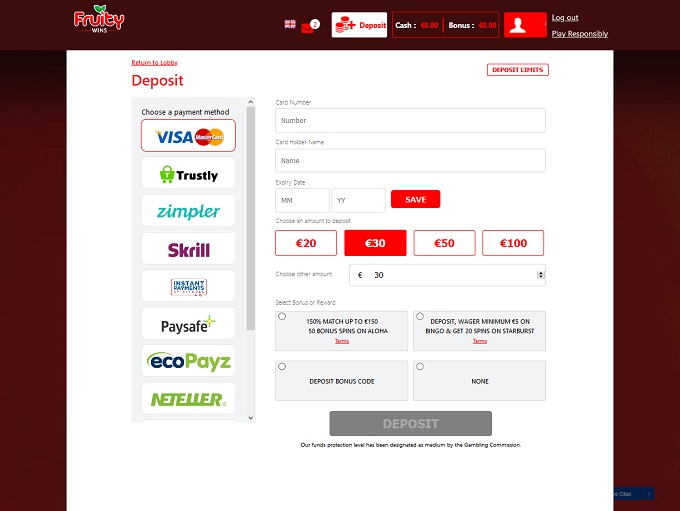 Fruity
WINS
2
Deposit
Cash : €0.00
Bonus : €0.00
Log out
Play Responsibly
Return to Lobby
Deposit
DEPOSIT LIMITS
Choose a payment method
VISA MasterCard
Trustly
zimpler
Skrill
INSTANT
PAYMENTS
Paysafe
ecoPayz
NETELLER
Card Number
Number
Card Holder Name
Name
Expiry Date
MM
YY
SAVE
Choose an amount to deposit
€20
€30
€50
€100
Choose other amount
€ 30
Select Bonus or Reward
150% MATCH UP TO €150
50 BONUS SPINS ON ALOHA
Terms
DEPOSIT, WAGER MINIMUM €5 ON
BINGO & GET 20 SPINS ON STARBURST
Terms
DEPOSIT BONUS CODE
NONE
DEPOSIT
Our funds protection level has been designated as medium by the Gambling Commission.
Chat